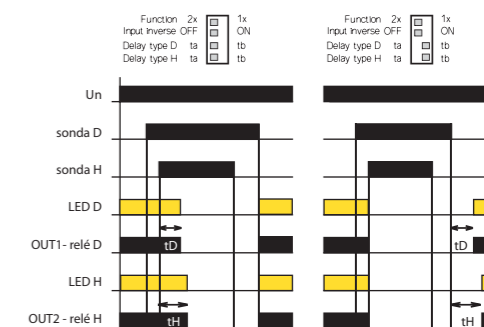 Function 2x 1x
Input Inverse OFF ON
Delay type D ta tb
Delay type H ta tb
Function 2x 1x
Input Inverse OFF ON
Delay type D ta tb
Delay type H ta tb
Un
sonda D
sonda H
LED D
OUT1- relé D
tD
tD
LED H
OUT2 - relé H
tH
tH